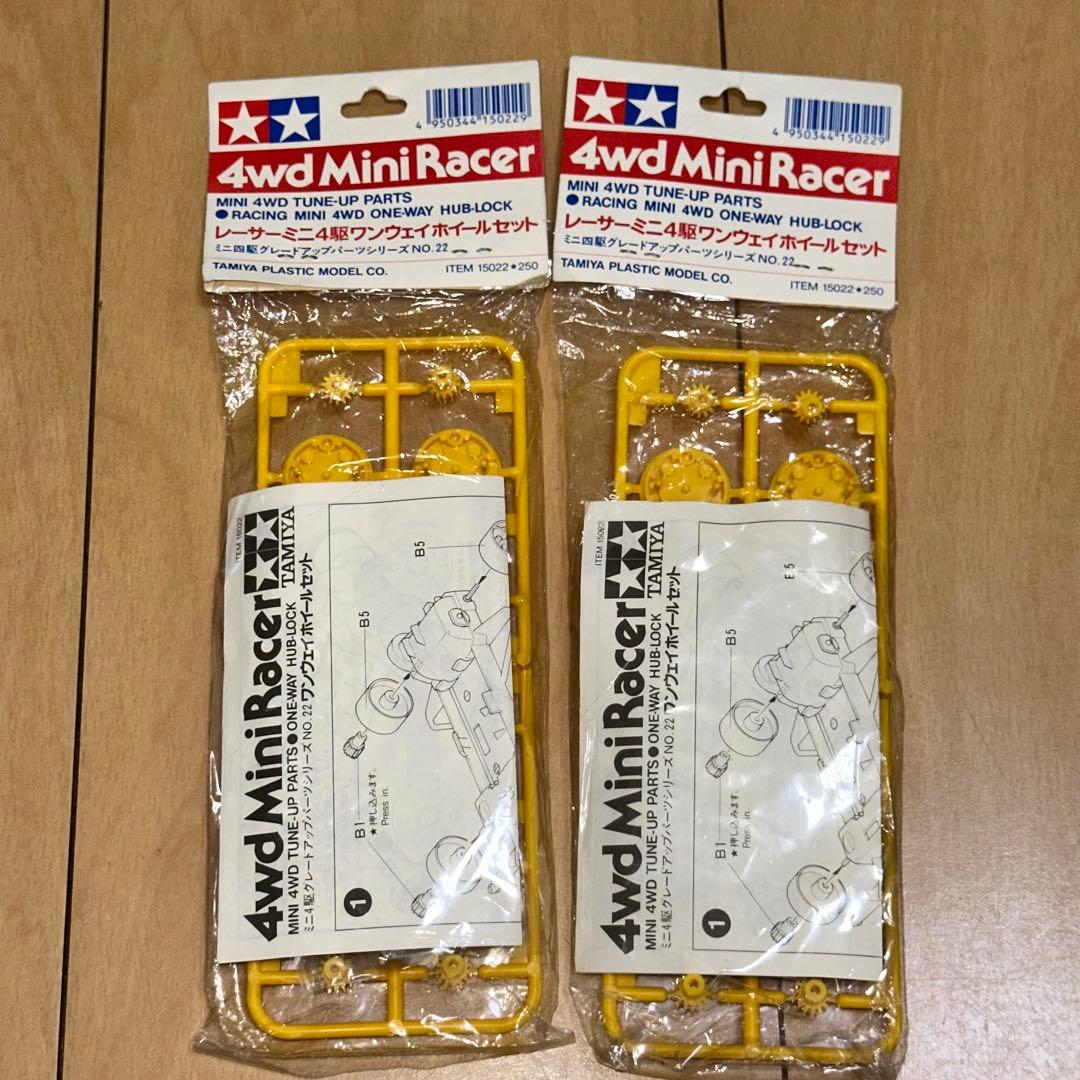 4 950344 150229
4wd Mini Racer
MINI 4WD TUNE-UP PARTS
● RACING MINI 4WD ONE-WAY HUB-LOCK
レーサーミニ4駆ワンウェイホイールセット
ミニ四駆グレードアップパーツシリーズNO.22
TAMIYA PLASTIC MODEL CO.
ITEM 15022★250
4 950344 150229
4wd Mini Racer
MINI 4WD TUNE-UP PARTS
● RACING MINI 4WD ONE-WAY HUB-LOCK
レーサーミニ4駆ワンウェイホイールセット
ミニ四駆グレードアップパーツシリーズNO.22
TAMIYA PLASTIC MODEL CO.
ITEM 15022★250
ITEM 15022
4wd Mini Racer
TAMIYA
MINI 4WD TUNE-UP PARTS●ONE-WAY HUB-LOCK
ミニ4駆グレードアップパーツシリーズNO.22 ワンウェイホイールセット
1
B1
★押し込みます。
Press in.
B5
B5
ITEM 15022
4wd Mini Racer
TAMIYA
MINI 4WD TUNE-UP PARTS●ONE-WAY HUB-LOCK
ミニ4駆グレードアップパーツシリーズNO.22 ワンウェイホイールセット
1
B1
★押し込みます。
Press in.
B5